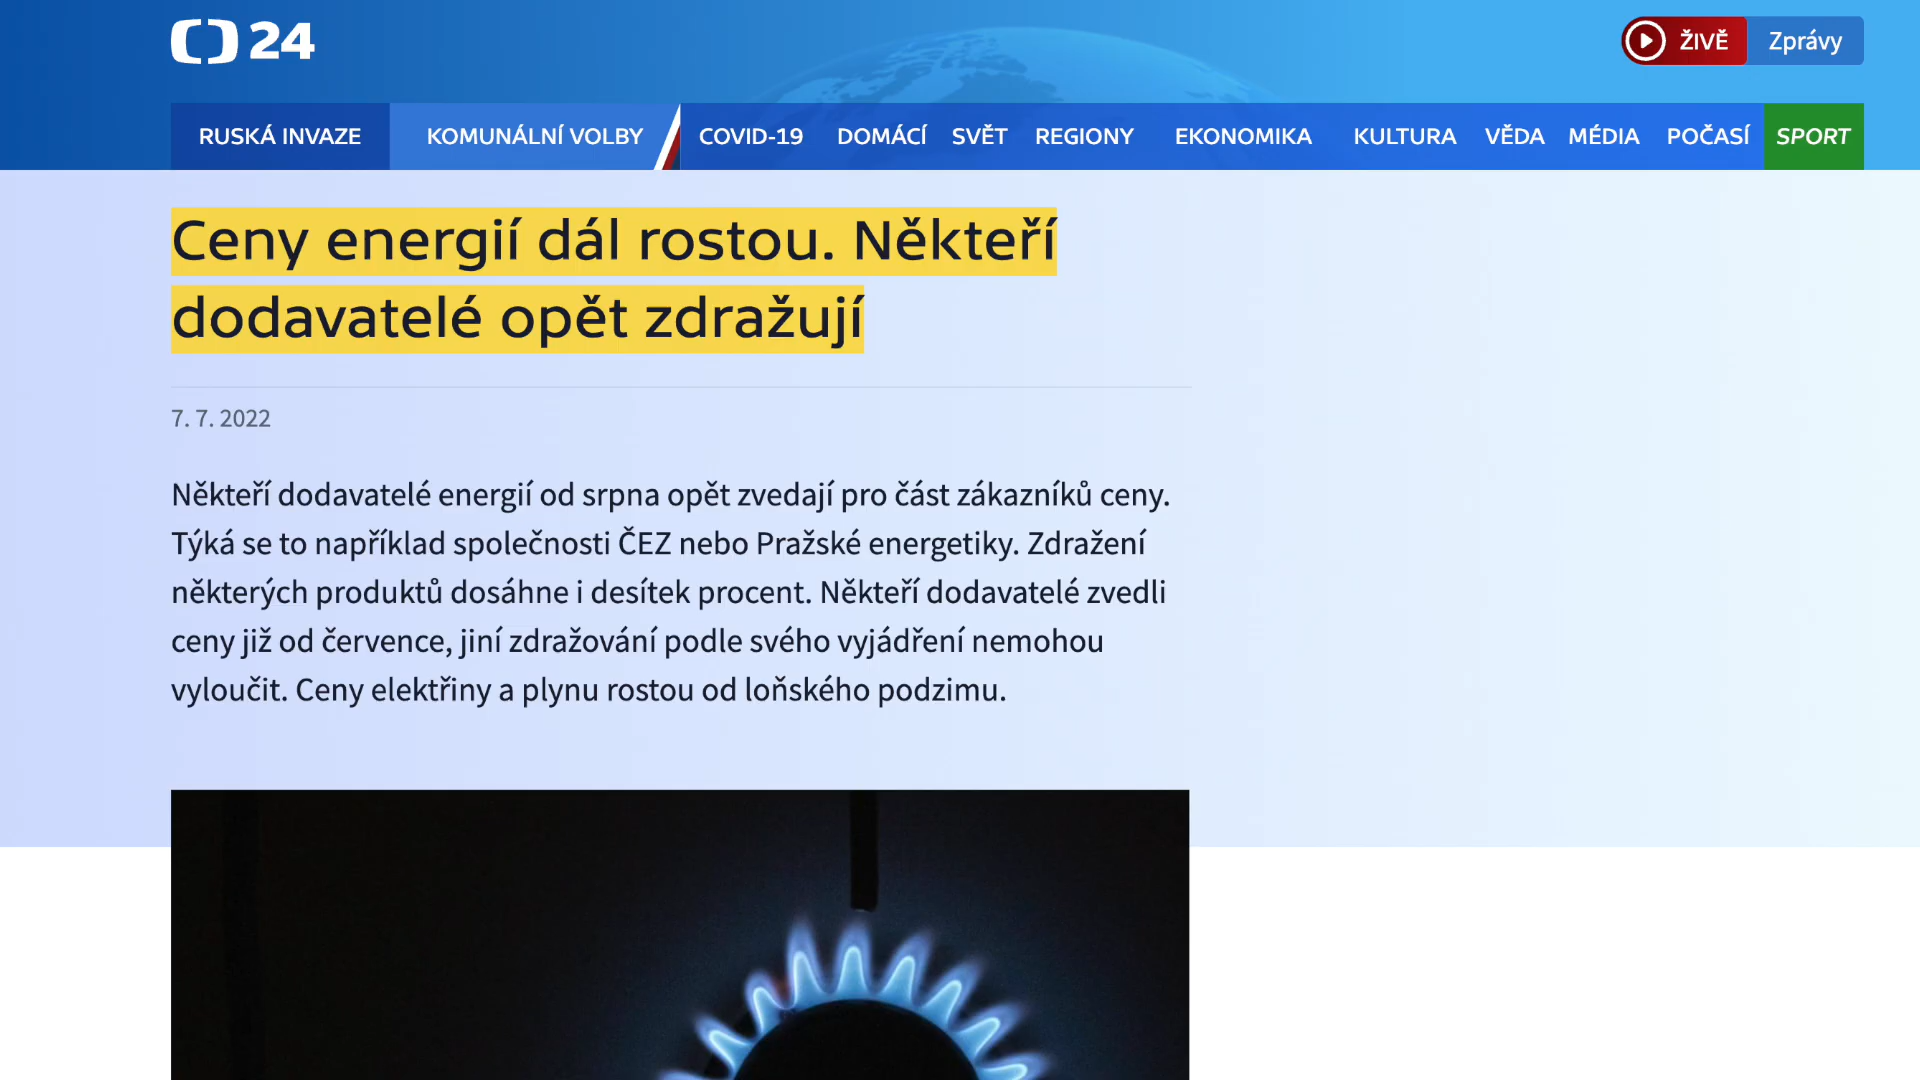 24
ŽIVĚ Zprávy
RUSKÁ INVAZE KOMUNÁLNÍ VOLBY COVID-19 DOMÁCÍ SVĚT REGIONY EKONOMIKA KULTURA VĚDA MÉDIA POČASÍ SPORT
Ceny energií dál rostou. Někteří
dodavatelé opět zdražují
7. 7. 2022
Někteří dodavatelé energií od srpna opět zvedají pro část zákazníků ceny.
Týká se to například společnosti ČEZ nebo Pražské energetiky. Zdražení
některých produktů dosáhne i desítek procent. Někteří dodavatelé zvedli
ceny již od července, jiní zdražování podle svého vyjádření nemohou
vyloučit. Ceny elektřiny a plynu rostou od loňského podzimu.